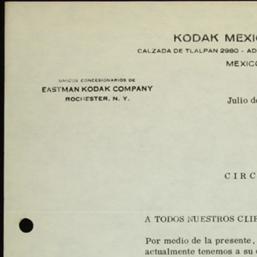 KODAK MEXI
CALZADA DE TLALPAN 2980 - AD
MEXICO
UNICOS CONCESIONARIOS DE
EASTMAN KODAK COMPANY
ROCHESTER, N. Y.
Julio de
CIRC
A TODOS NUESTROS CLIE
Por medio de la presente,
actualmente tenemos a su